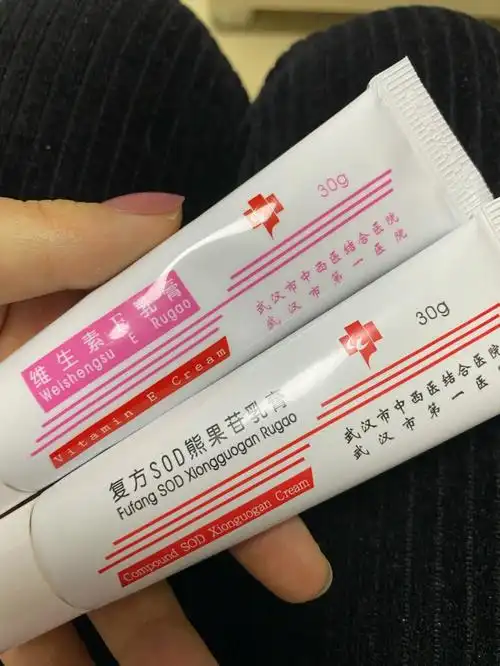 30g
维生素E乳膏
Weishengsu E Rugao
Vitamin E Cream
武汉市中西医结合医院
武汉市第一医院
30g
复方SOD熊果苷乳膏
Fufang SOD Xiongguogan Rugao
Compound SOD Xionguogan Cream
武汉市中西医结合医院
武汉市第一医院